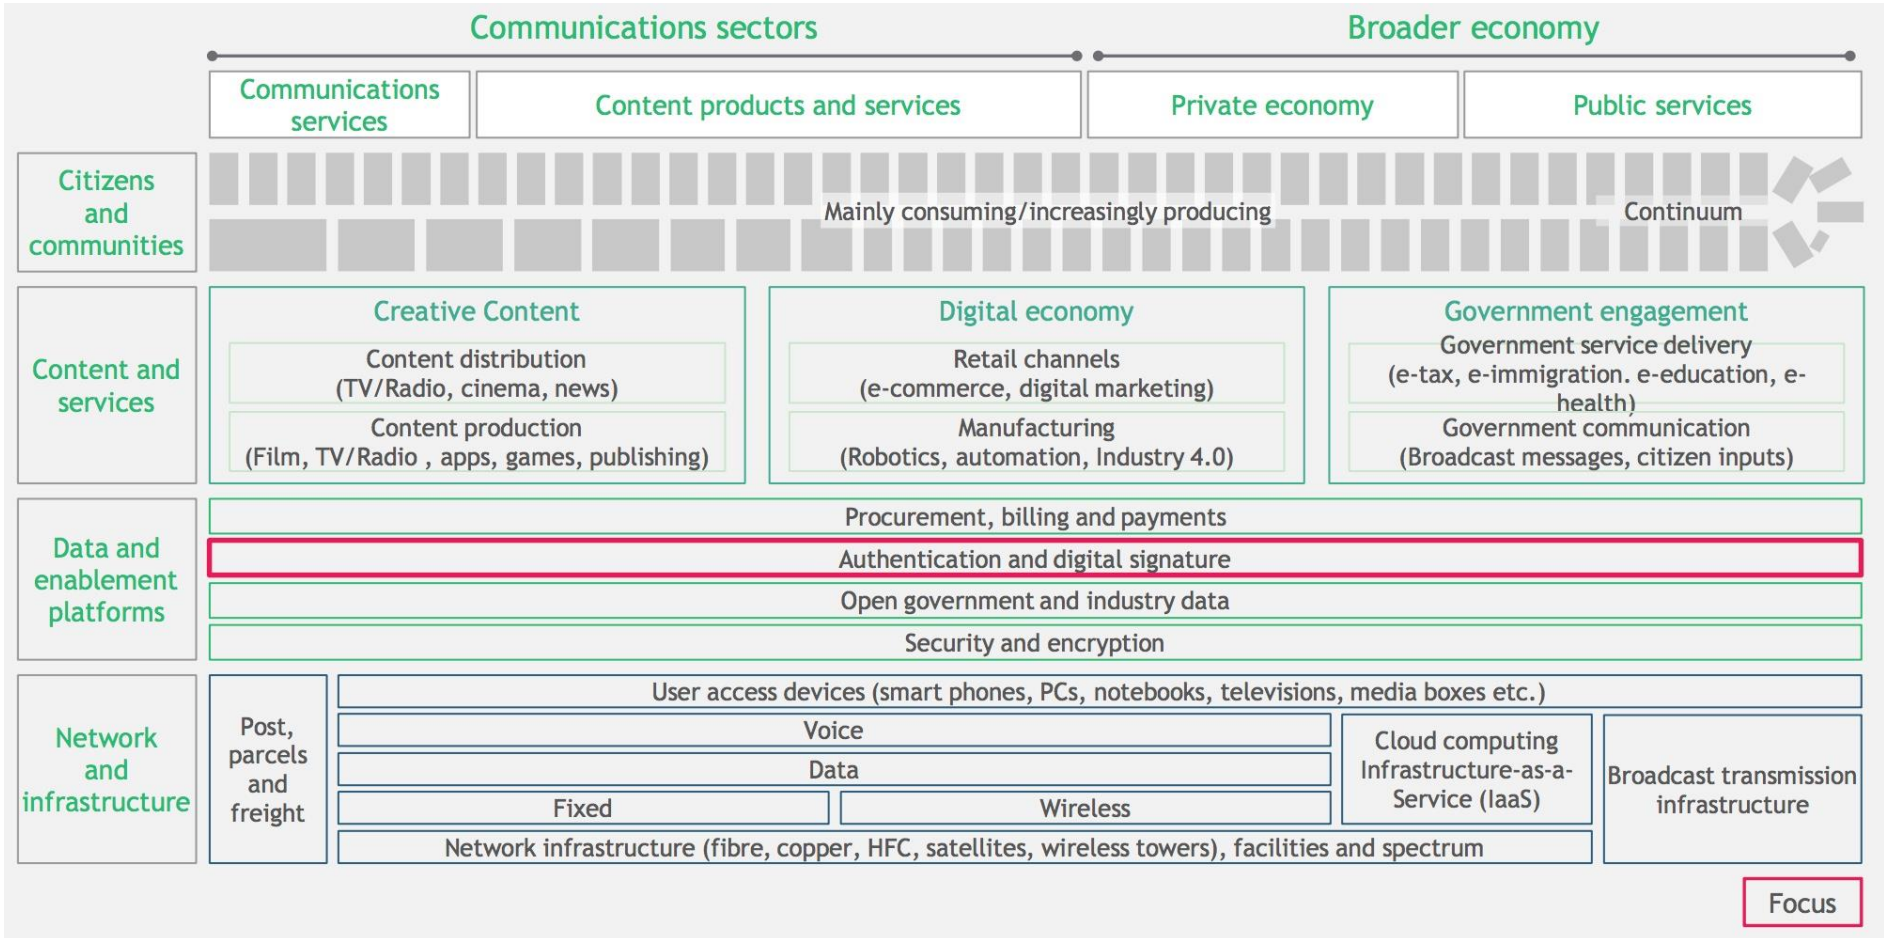 Communications sectors
Broader economy
Communications
services
Content products and services
Private economy
Public services
Citizens
and
communities
Mainly consuming/increasingly producing
Continuum
Content and
services
Creative Content
Content distribution
(TV/Radio, cinema, news)
Content production
(Film, TV/Radio , apps, games, publishing)
Digital economy
Retail channels
(e-commerce, digital marketing)
Manufacturing
(Robotics, automation, Industry 4.0)
Government engagement
Government service delivery
(e-tax, e-immigration. e-education, e-
health)
Government communication
(Broadcast messages, citizen inputs)
Data and
enablement
platforms
Procurement, billing and payments
Authentication and digital signature
Open government and industry data
Security and encryption
Network
and
infrastructure
Post,
parcels
and
freight
User access devices (smart phones, PCs, notebooks, televisions, media boxes etc.)
Voice
Data
Fixed
Wireless
Cloud computing
Infrastructure-as-a-
Service (IaaS)
Broadcast transmission
infrastructure
Network infrastructure (fibre, copper, HFC, satellites, wireless towers), facilities and spectrum
Focus